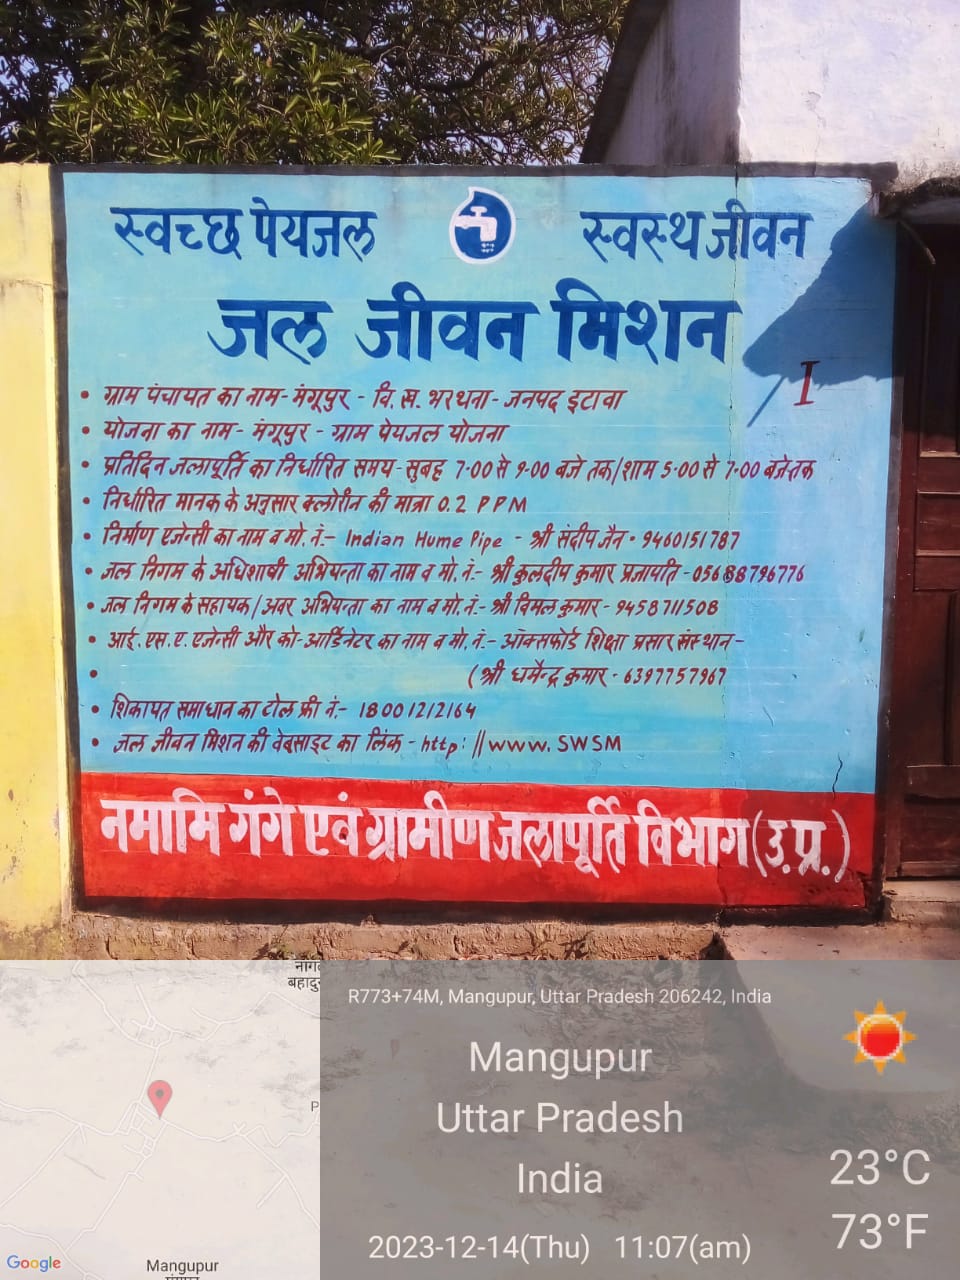 स्वच्छ पेयजल स्वस्थ जीवन
जल जीवन मिशन
I
• ग्राम पंचायत का नाम- मंगूपुर - वि. ख. भरथना- जनपद इटावा
• योजना का नाम- मंगूपुर - ग्राम पेयजल योजना
• प्रतिदिन जलापूर्ति का निर्धारित समय-सुबह 7.00 से 9.00 बजे तक/शाम 5.00 से 7.00 बजे तक
• निर्धारित मानक के अनुसार क्लोरीन की मात्रा 0.2 PPM
• निर्माण एजेन्सी का नाम व मो. नं.- Indian Hume Pipe - श्री संदीप जैन - 9460151787
• जल निगम के अधिशाषी अभियन्ता का नाम व मो. नं.- श्री कुलदीप कुमार प्रजापति -05688796776
• जल निगम के सहायक/अवर अभियन्ता का नाम व मो. नं.- श्री विमल कुमार - 9458711508
• आई. एस. ए. एजेन्सी और को-आर्डिनेटर का नाम व मो. नं.- ऑक्सफोर्ड शिक्षा प्रसार संस्थान -
• (श्री धर्मेन्द्र कुमार - 6397757967
• शिकायत समाधान का टोल फ्री नं.- 18001212164
• जल जीवन मिशन की वेबसाइट का लिंक - http: ||www. SWSM
नमामि गंगे एवं ग्रामीण जलापूर्ति विभाग (उ.प्र.)
बहादु
R773+74M, Mangupur, Uttar Pradesh 206242, India
Mangupur
Uttar Pradesh
India
23°C
73°F
2023-12-14(Thu) 11:07(am)
Google
Mangupur